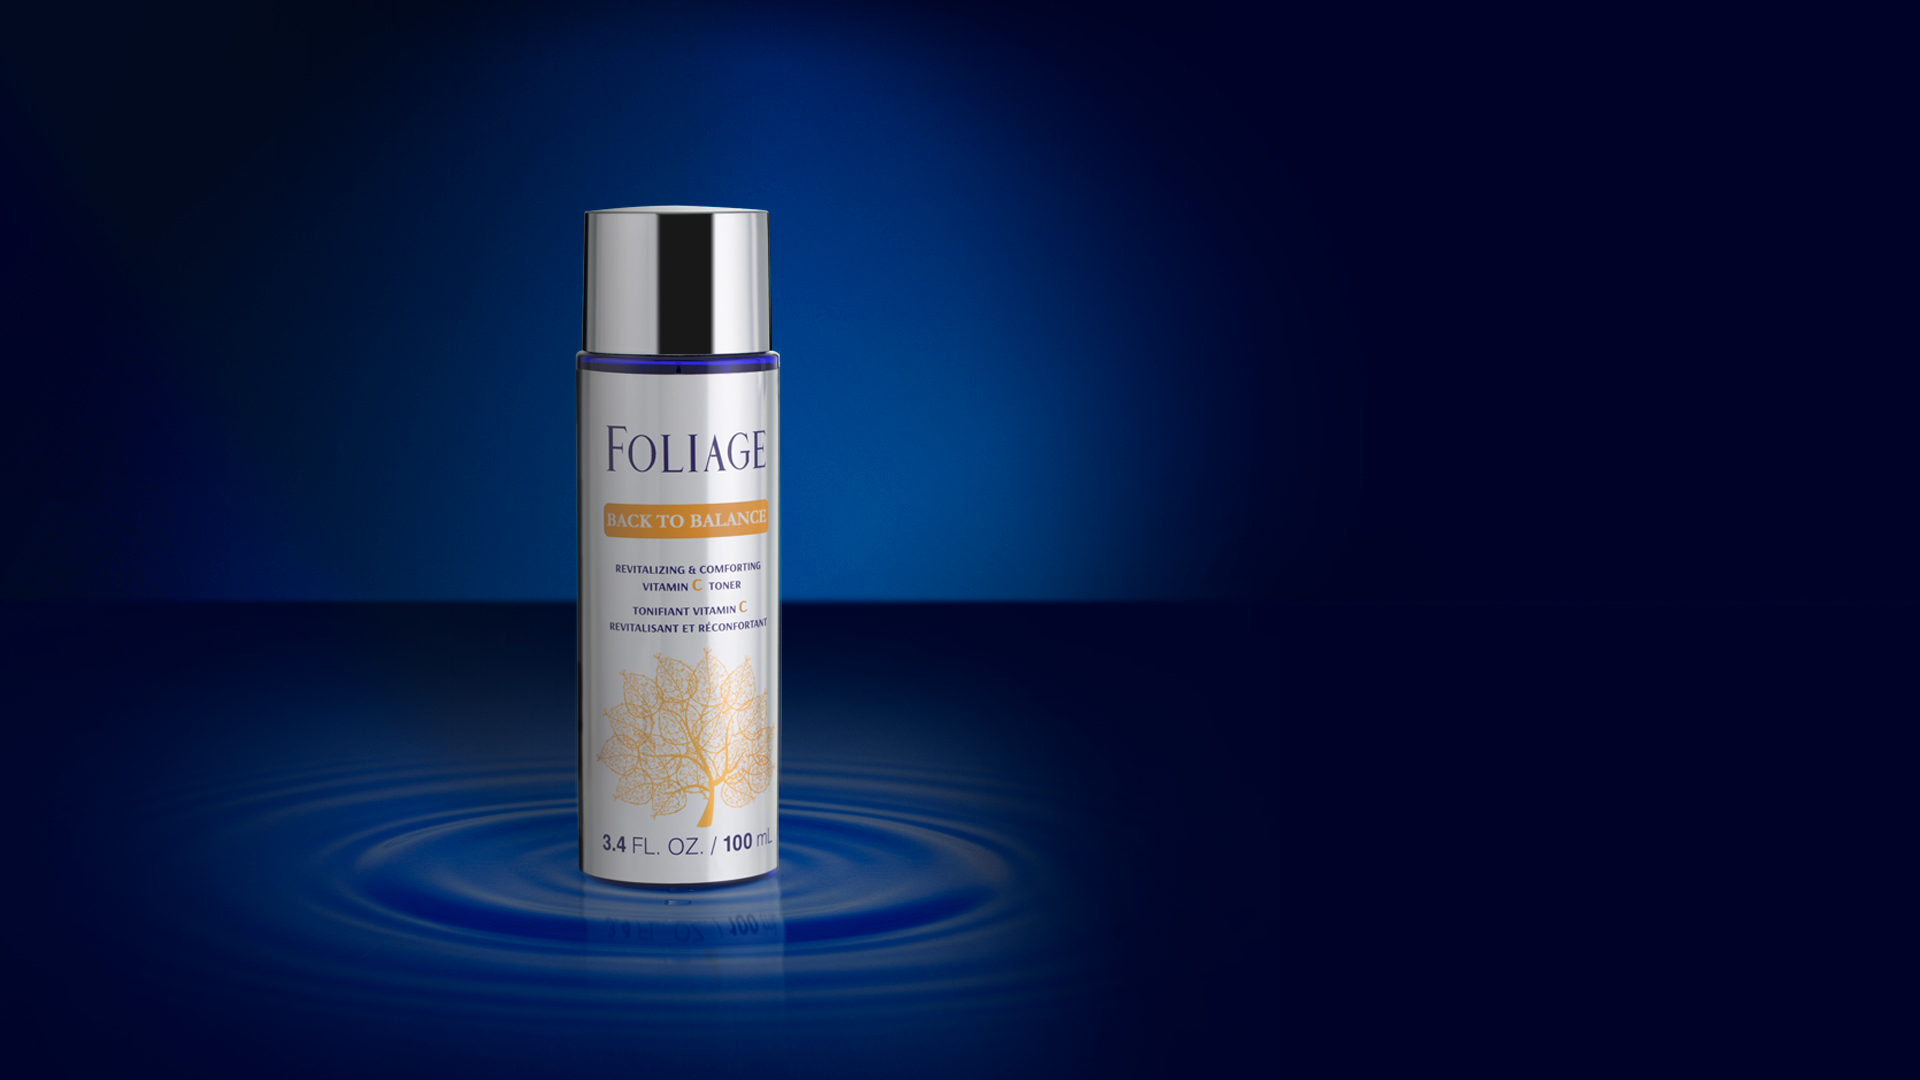 FOLIAGE
BACK TO BALANCE
REVITALIZING & COMFORTING
VITAMIN C TONER
TONIFIANT VITAMIN C
REVITALISANT ET RÉCONFORTANT
3.4 FL. OZ. / 100 mL